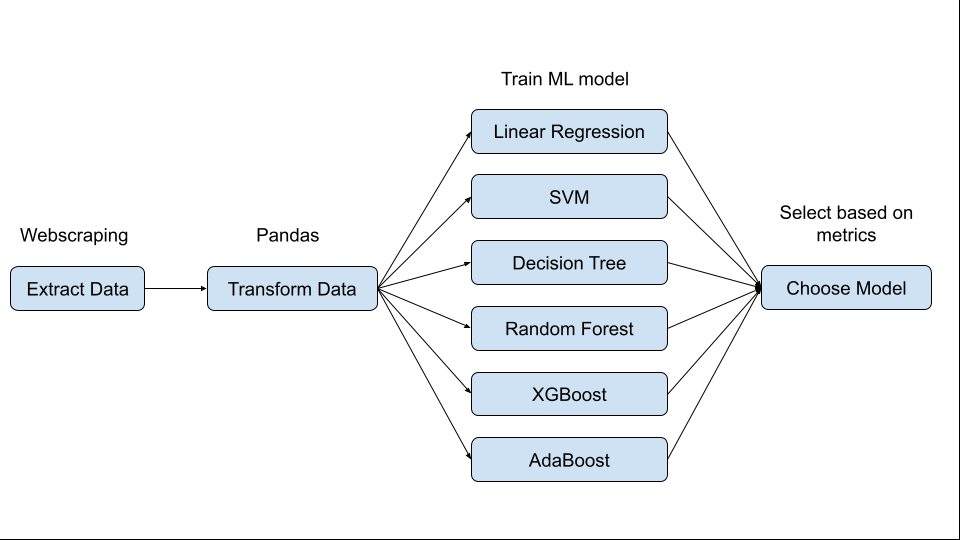 Webscraping
Extract Data
Pandas
Transform Data
Train ML model
Linear Regression
SVM
Decision Tree
Random Forest
XGBoost
AdaBoost
Select based on
metrics
Choose Model